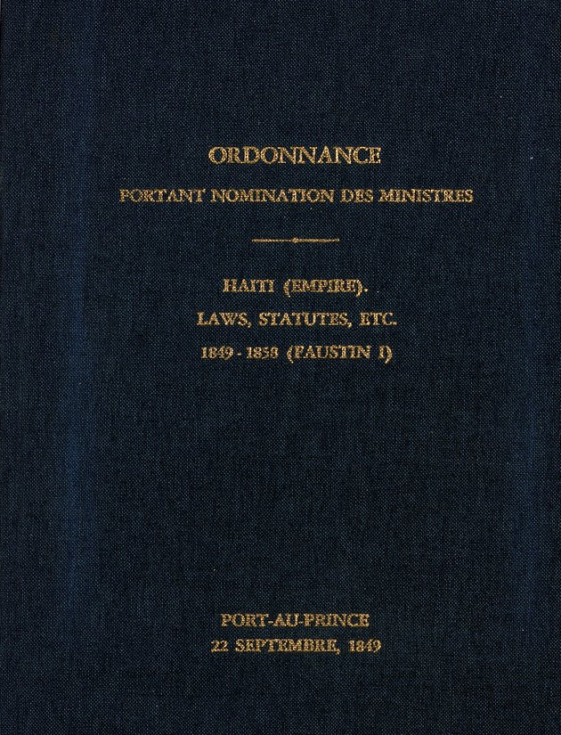 ORDONNANCE
PORTANT NOMINATION DES MINISTRES
HAITI (EMPIRE).
LAWS, STATUTES, ETC.
1849 - 1858 (FAUSTIN I)
PORT-AU-PRINCE
22 SEPTEMBRE, 1849